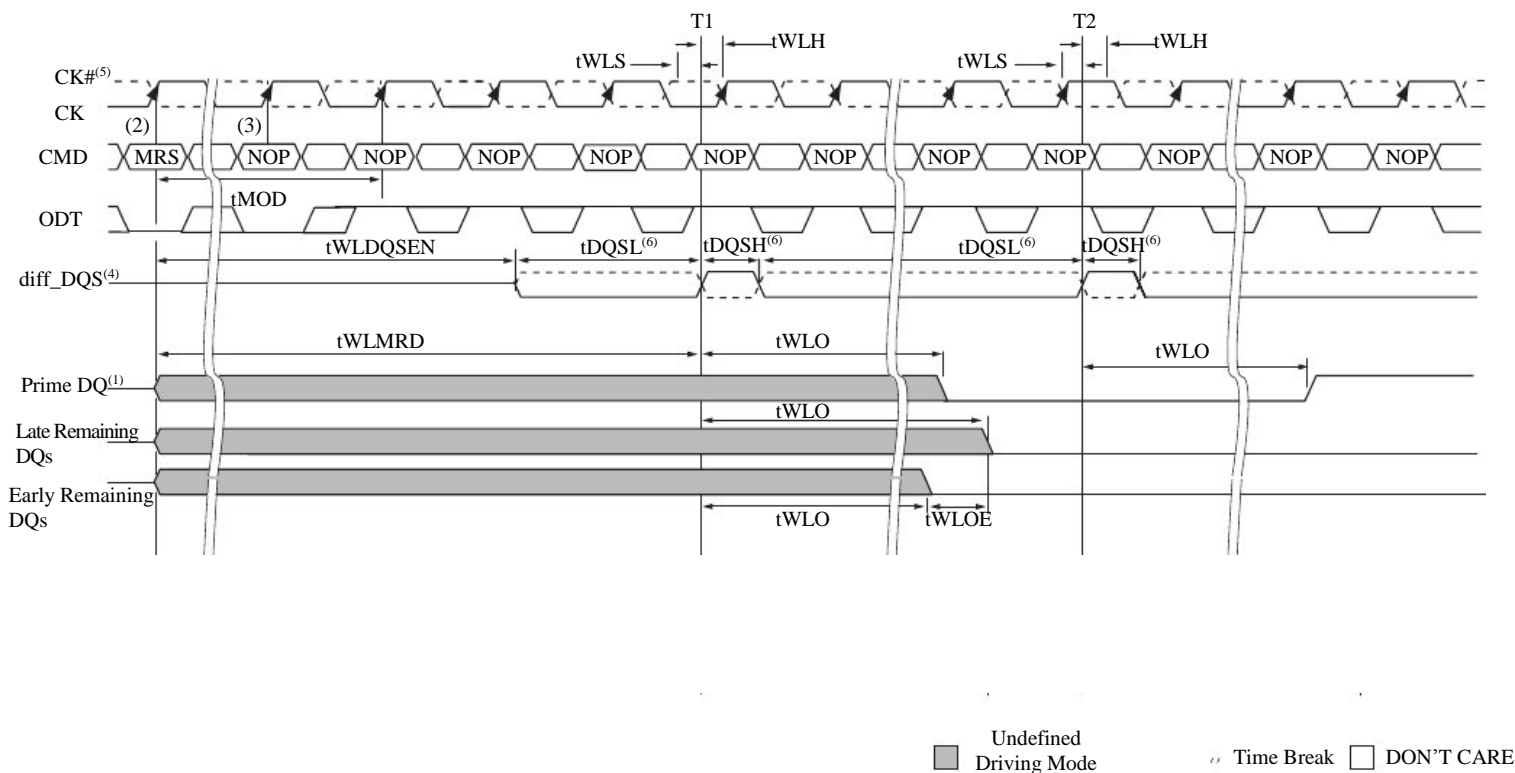 T1
T2
tWLH
tWLH
tWLS
tWLS
CK#(5)
CK
(2)
(3)
CMD
MRS
NOP
NOP
NOP
NOP
NOP
NOP
NOP
NOP
NOP
NOP
NOP
tMOD
ODT
tWLDQSEN
tDQSL(6)
tDQSH(6)
tDQSL(6)
tDQSH(6)
diff_DQS(4)
tWLMRD
tWLO
tWLO
Prime DQ(1)
tWLO
Late Remaining
DQs
Early Remaining
DQs
tWLO
tWLOE
Undefined
Driving Mode
Time Break
DON'T CARE